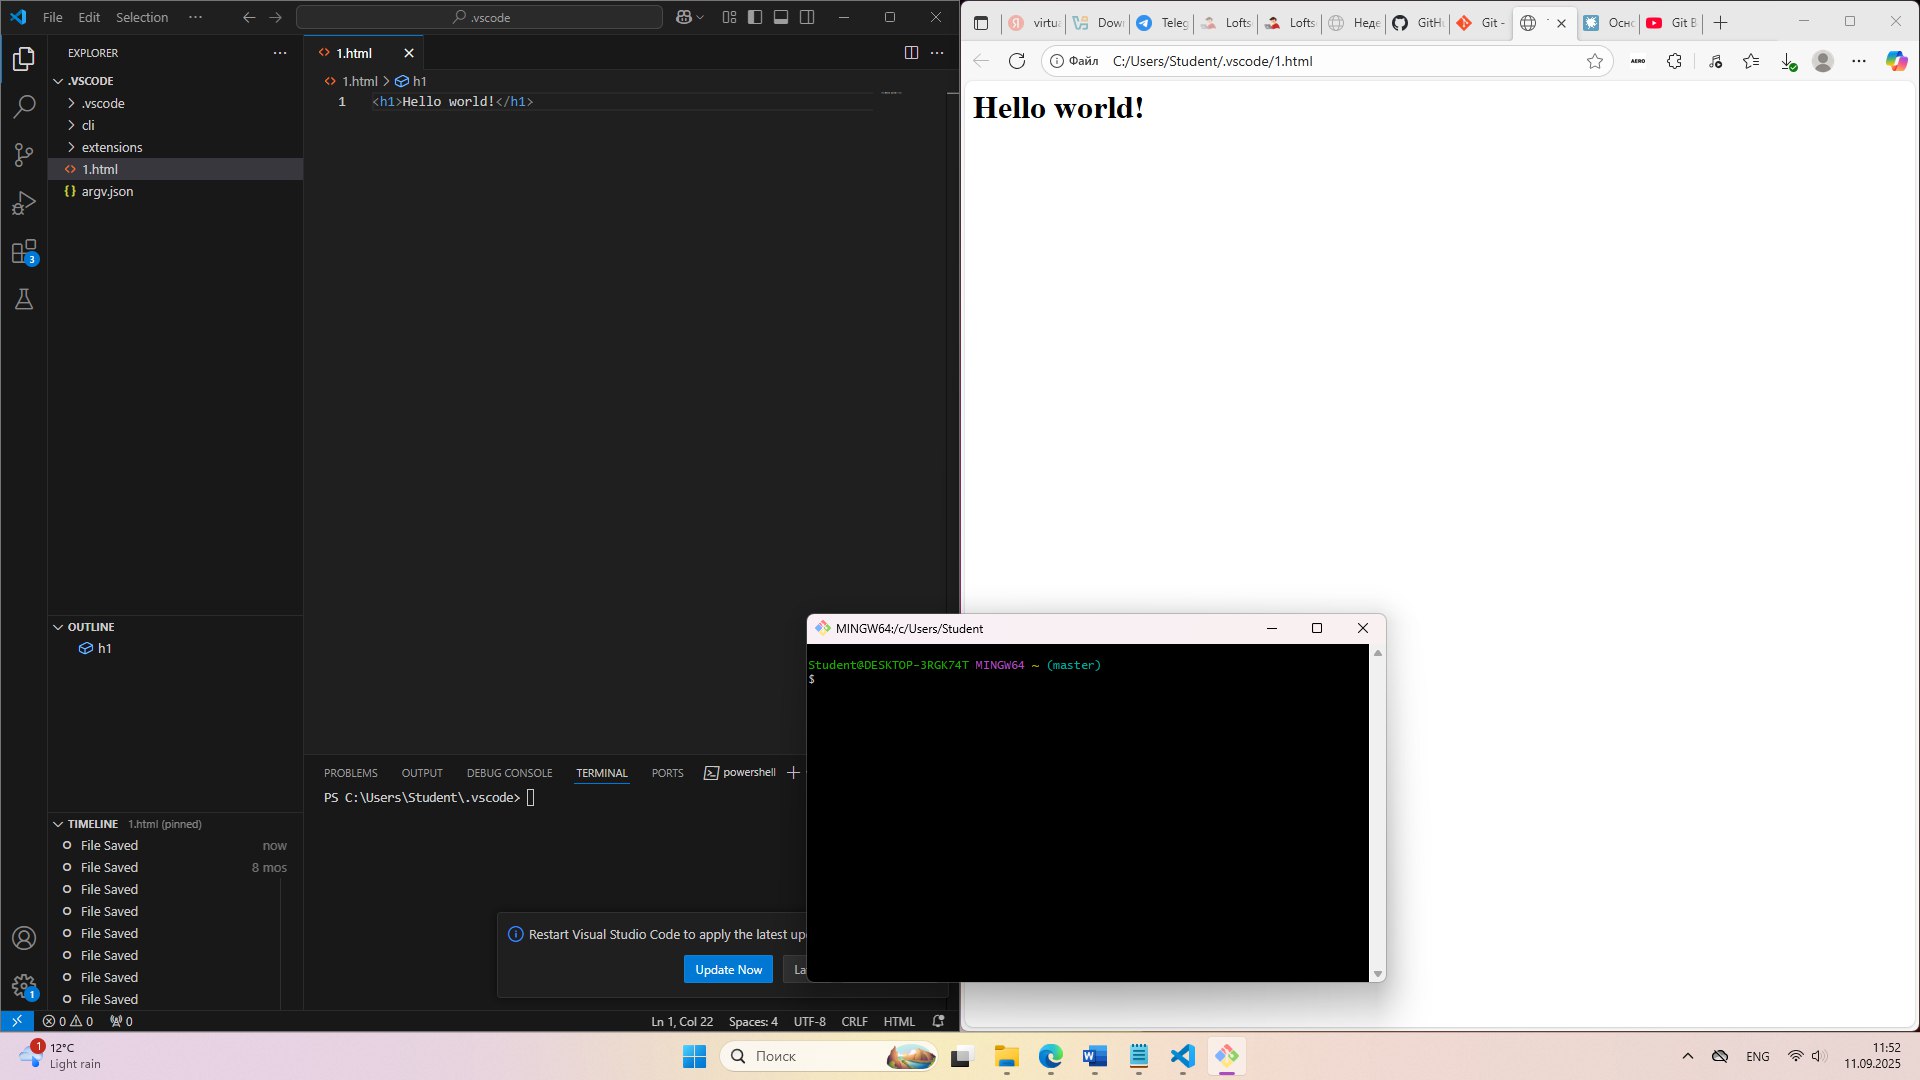 File Edit Selection ··· .vscode
EXPLORER ···
.VSCODE
.vscode
cli
extensions
1.html
argv.json
3
OUTLINE
h1
TIMELINE 1.html (pinned)
File Saved now
File Saved 8 mos
File Saved
File Saved
File Saved
File Saved
File Saved
File Saved
1
1.html
1.html > h1
1 <h1>Hello world!</h1>
PROBLEMS OUTPUT DEBUG CONSOLE TERMINAL PORTS powershell
PS C:\Users\Student\.vscode>
Restart Visual Studio Code to apply the latest
Update Now
0 0 0 Ln 1, Col 22 Spaces: 4 UTF-8 CRLF HTML
virtu Dow Teleg Lofts Lofts Неде GitHu Git - Осно Git B
Файл C:/Users/Student/.vscode/1.html
AERO
Hello world!
MINGW64:/c/Users/Student
Student@DESKTOP-3RGK74T MINGW64 ~ (master)
$
1
12°C
Light rain
Поиск
ENG
11:52
11.09.2025